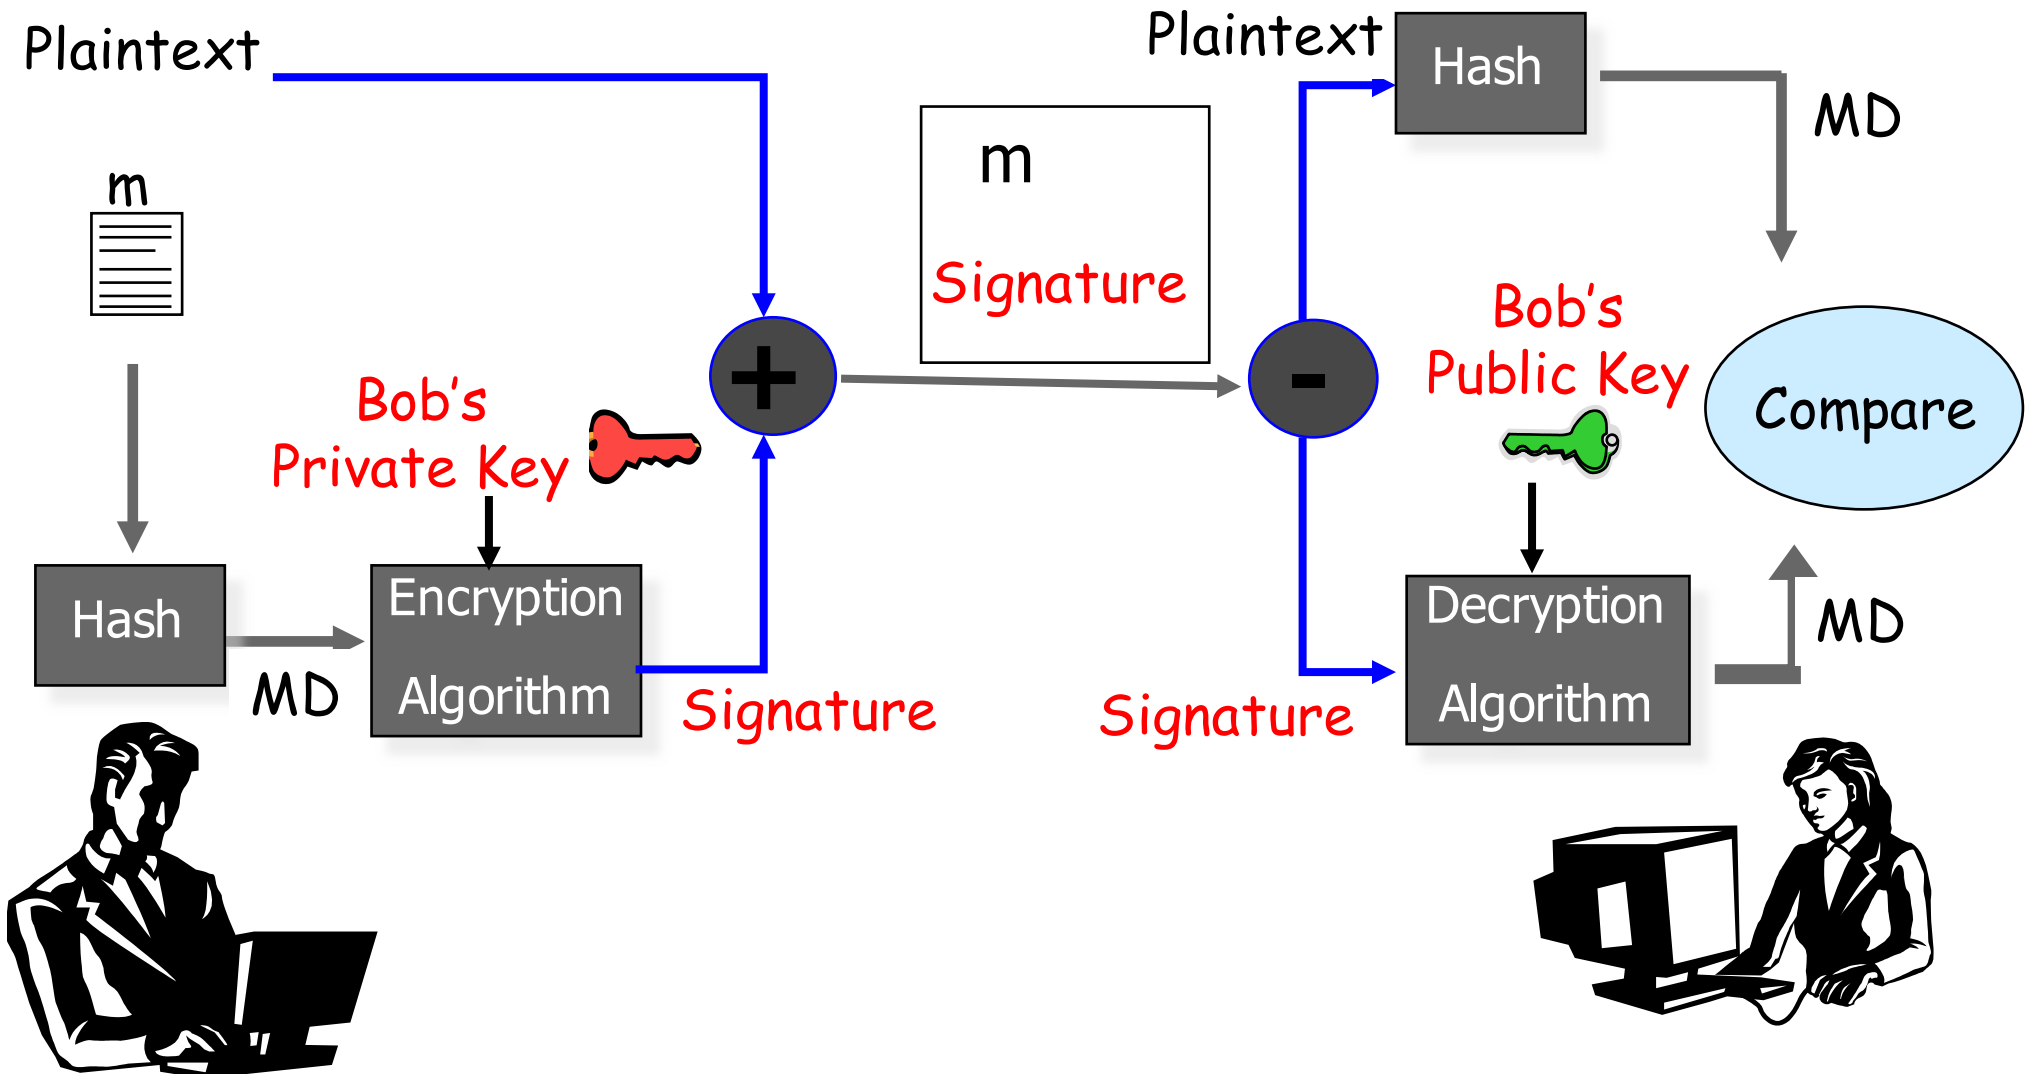 Plaintext
m
Bob's
Private Key
Hash
MD
Encryption
Algorithm
Signature
+
m
Signature
-
Plaintext
Hash
MD
Bob's
Public Key
Compare
Signature
Decryption
Algorithm
MD